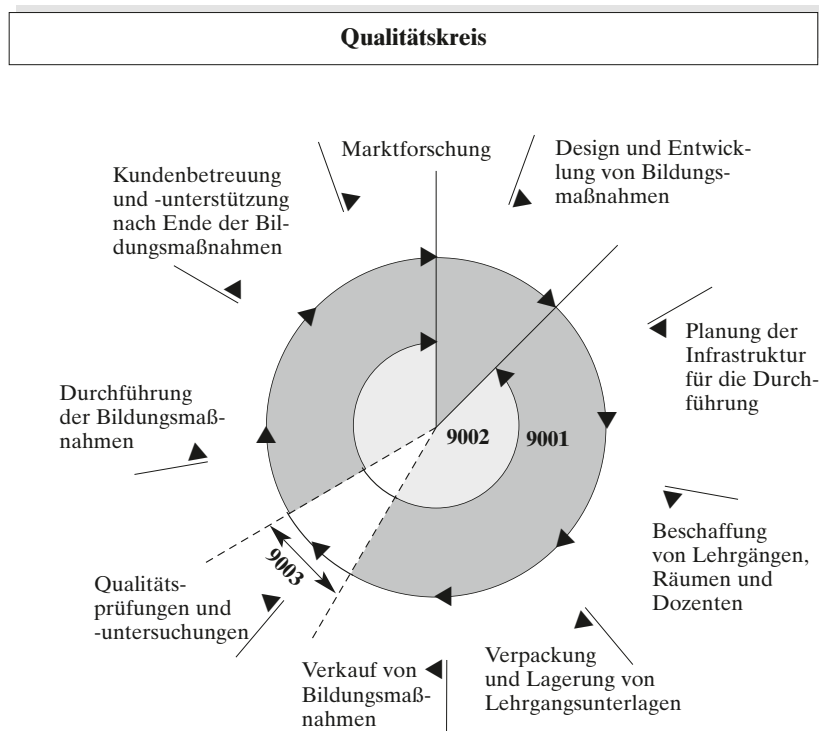 Qualitätskreis
Marktforschung
Design und Entwick-
lung von Bildungs-
maßnahmen
Planung der
Infrastruktur
für die Durch-
führung
Beschaffung
von Lehrgängen,
Räumen und
Dozenten
Verpackung
und Lagerung von
Lehrgangsunterlagen
Verkauf von
Bildungsmaß-
nahmen
Qualitäts-
prüfungen und
-untersuchungen
Durchführung
der Bildungsmaß-
nahmen
Kundenbetreuung
und -unterstützung
nach Ende der Bil-
dungsmaßnahmen
9002
9001
9003